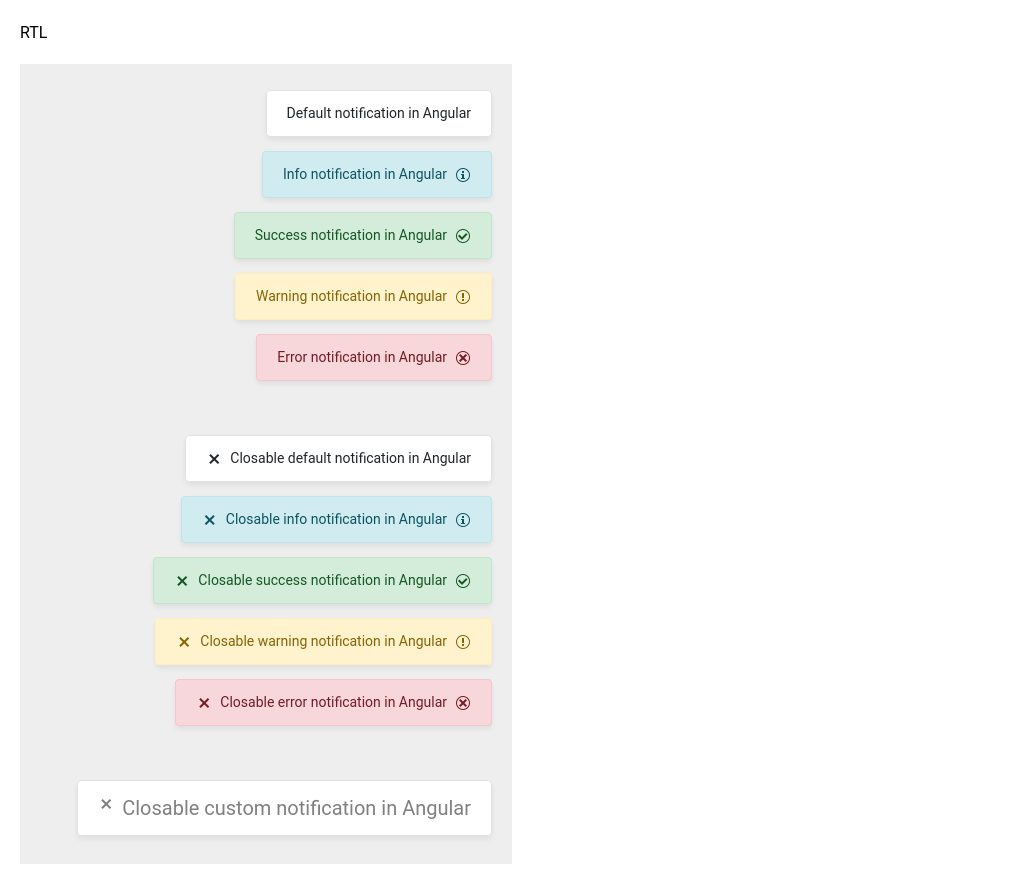 RTL
Default notification in Angular
Info notification in Angular
Success notification in Angular
Warning notification in Angular
Error notification in Angular
Closable default notification in Angular
Closable info notification in Angular
Closable success notification in Angular
Closable warning notification in Angular
Closable error notification in Angular
Closable custom notification in Angular